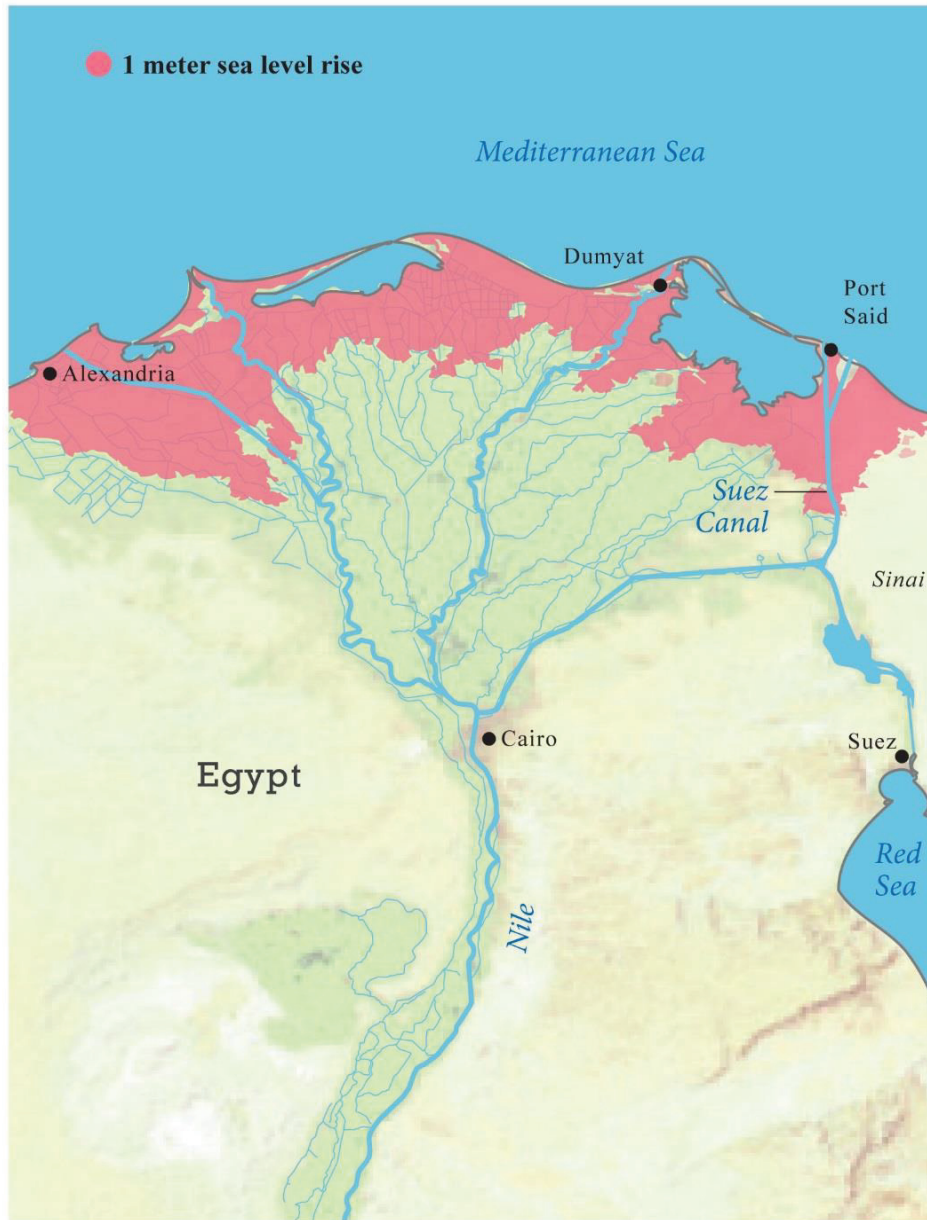 1 meter sea level rise
Mediterranean Sea
Dumyat
Port
Said
Alexandria
Suez
Canal
Sinai
Cairo
Suez
Egypt
Red
Sea
Nile